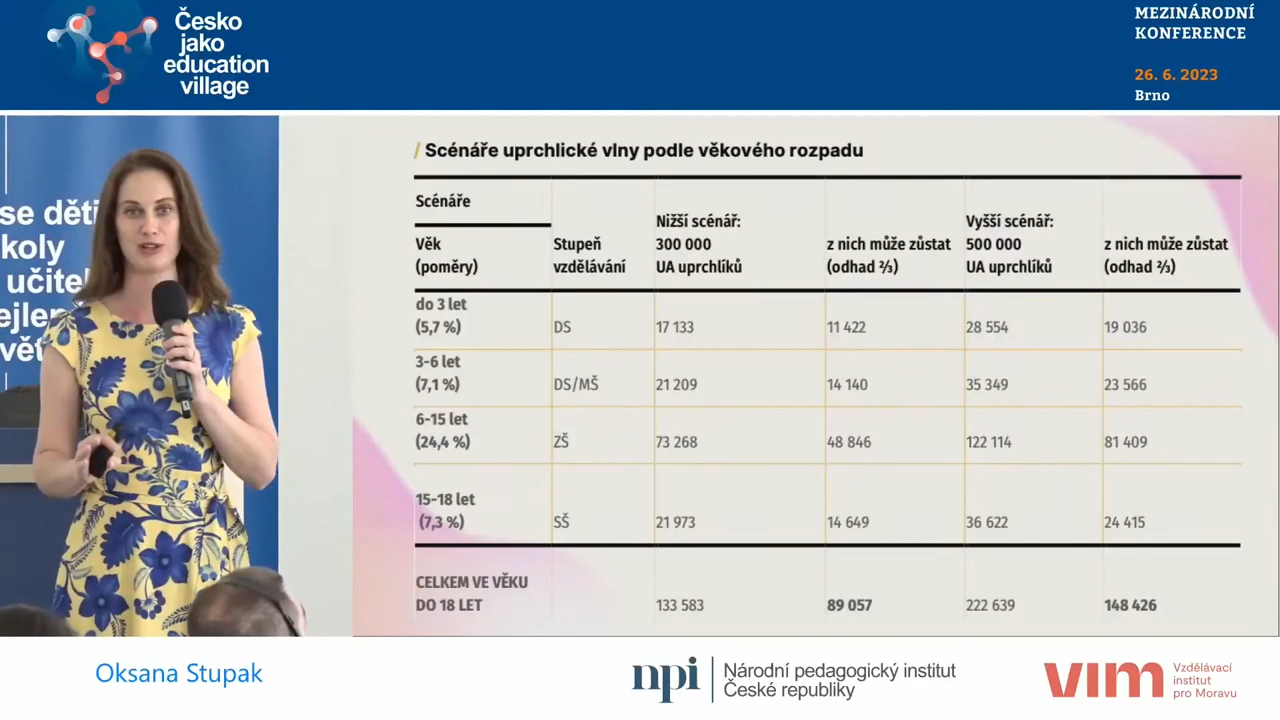 Česko
jako
education
village
MEZINÁRODNÍ
KONFERENCE
26. 6. 2023
Brno
se děti
koly
učitel
ejlep
vět
/ Scénáře uprchlické vlny podle věkového rozpadu
Scénáře
Věk
(poměry)
Stupeň
vzdělávání
Nižší scénář:
300 000
UA uprchlíků
z nich může zůstat
(odhad ⅔)
Vyšší scénář:
500 000
UA uprchlíků
z nich může zůstat
(odhad ⅔)
do 3 let
(5,7 %) DS 17 133 11 422 28 554 19 036
3-6 let
(7,1 %) DS/MŠ 21 209 14 140 35 349 23 566
6-15 let
(24,4 %) ZŠ 73 268 48 846 122 114 81 409
15-18 let
(7,3 %) SŠ 21 973 14 649 36 622 24 415
CELKEM VE VĚKU
DO 18 LET 133 583 89 057 222 639 148 426
Oksana Stupak
npi
Národní pedagogický institut
České republiky
vim
Vzdělávací
institut
pro Moravu